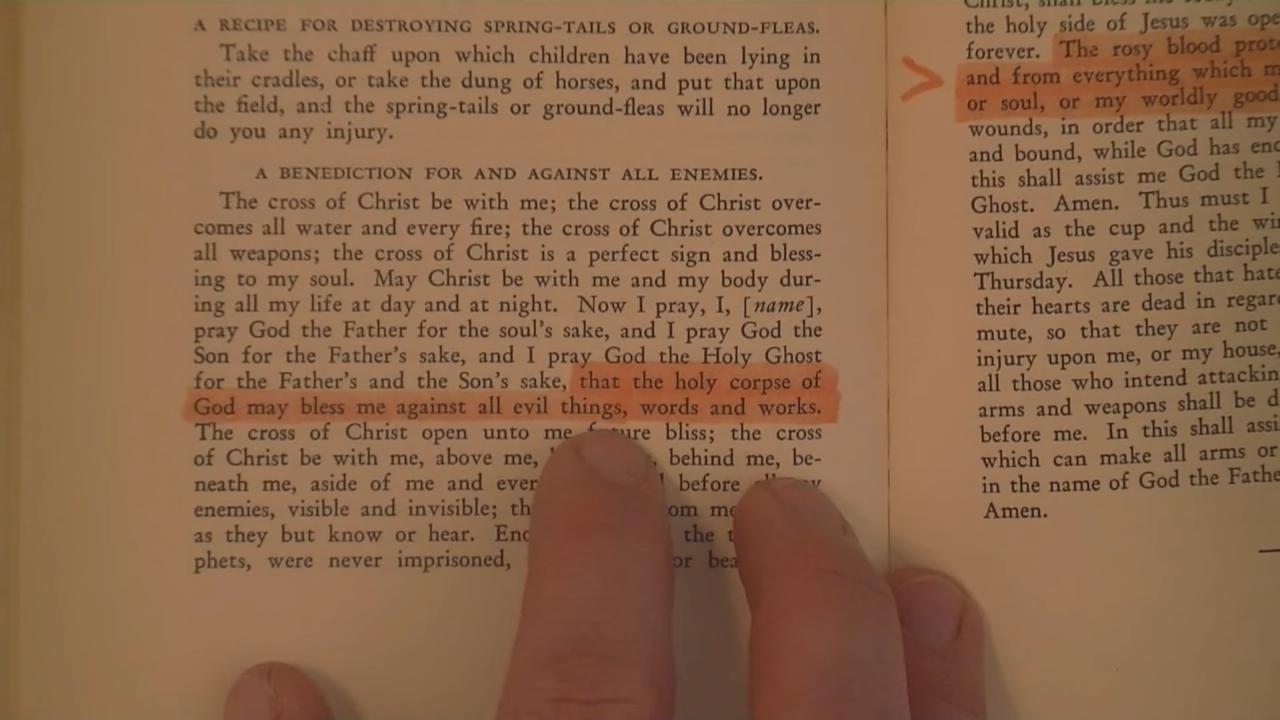 A RECIPE FOR DESTROYING SPRING-TAILS OR GROUND-FLEAS.
Take the chaff upon which children have been lying in
their cradles, or take the dung of horses, and put that upon
the field, and the spring-tails or ground-fleas will no longer
do you any injury.
A BENEDICTION FOR AND AGAINST ALL ENEMIES.
The cross of Christ be with me; the cross of Christ over-
comes all water and every fire; the cross of Christ overcomes
all weapons; the cross of Christ is a perfect sign and bless-
ing to my soul. May Christ be with me and my body dur-
ing all my life at day and at night. Now I pray, I, [name],
pray God the Father for the soul's sake, and I pray God the
Son for the Father's sake, and I pray God the Holy Ghost
for the Father's and the Son's sake, that the holy corpse of
God may bless me against all evil things, words and works.
The cross of Christ open unto me future bliss; the cross
of Christ be with me, above me, behind me, be-
neath me, aside of me and ever before all my
enemies, visible and invisible; om me
as they but know or hear. the
phets, were never imprisoned, or
the holy side of Jesus was
forever. The rosy blood
and from everything which
or soul, or my worldly
wounds, in order that all my
and bound, while God has
this shall assist me God the
Ghost. Amen. Thus must I
valid as the cup and the
which Jesus gave his
Thursday. All those that
their hearts are dead in
mute, so that they are not
injury upon me, or my house,
all those who intend
arms and weapons shall be
before me. In this shall
which can make all arms or
in the name of God the
Amen.